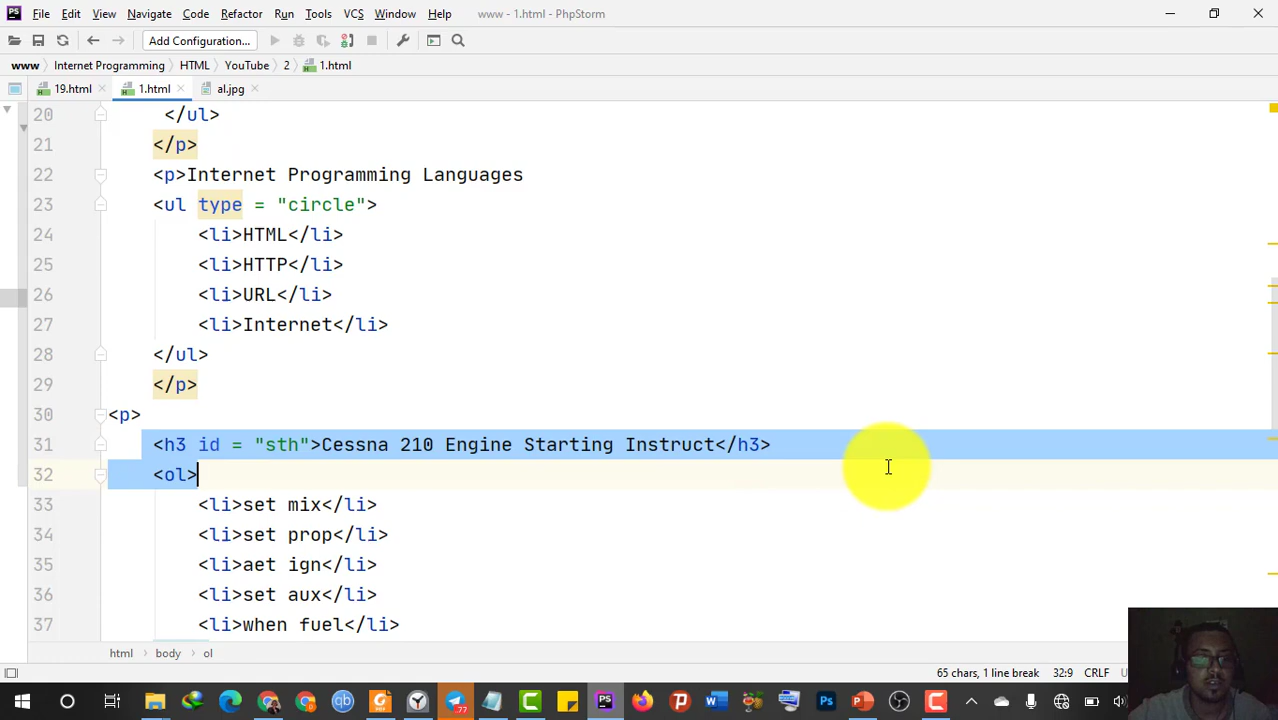 PS File Edit View Navigate Code Refactor Run Tools VCS Window Help www - 1.html - PhpStorm
Add Configuration...
www Internet Programming HTML YouTube 2 1.html
19.html 1.html al.jpg
20 </ul>
21 </p>
22 <p>Internet Programming Languages
23 <ul type = "circle">
24 <li>HTML</li>
25 <li>HTTP</li>
26 <li>URL</li>
27 <li>Internet</li>
28 </ul>
29 </p>
30 <p>
31 <h3 id = "sth">Cessna 210 Engine Starting Instruct</h3>
32 <ol>
33 <li>set mix</li>
34 <li>set prop</li>
35 <li>aet ign</li>
36 <li>set aux</li>
37 <li>when fuel</li>
html body ol
65 chars, 1 line break 32:9 CRLF